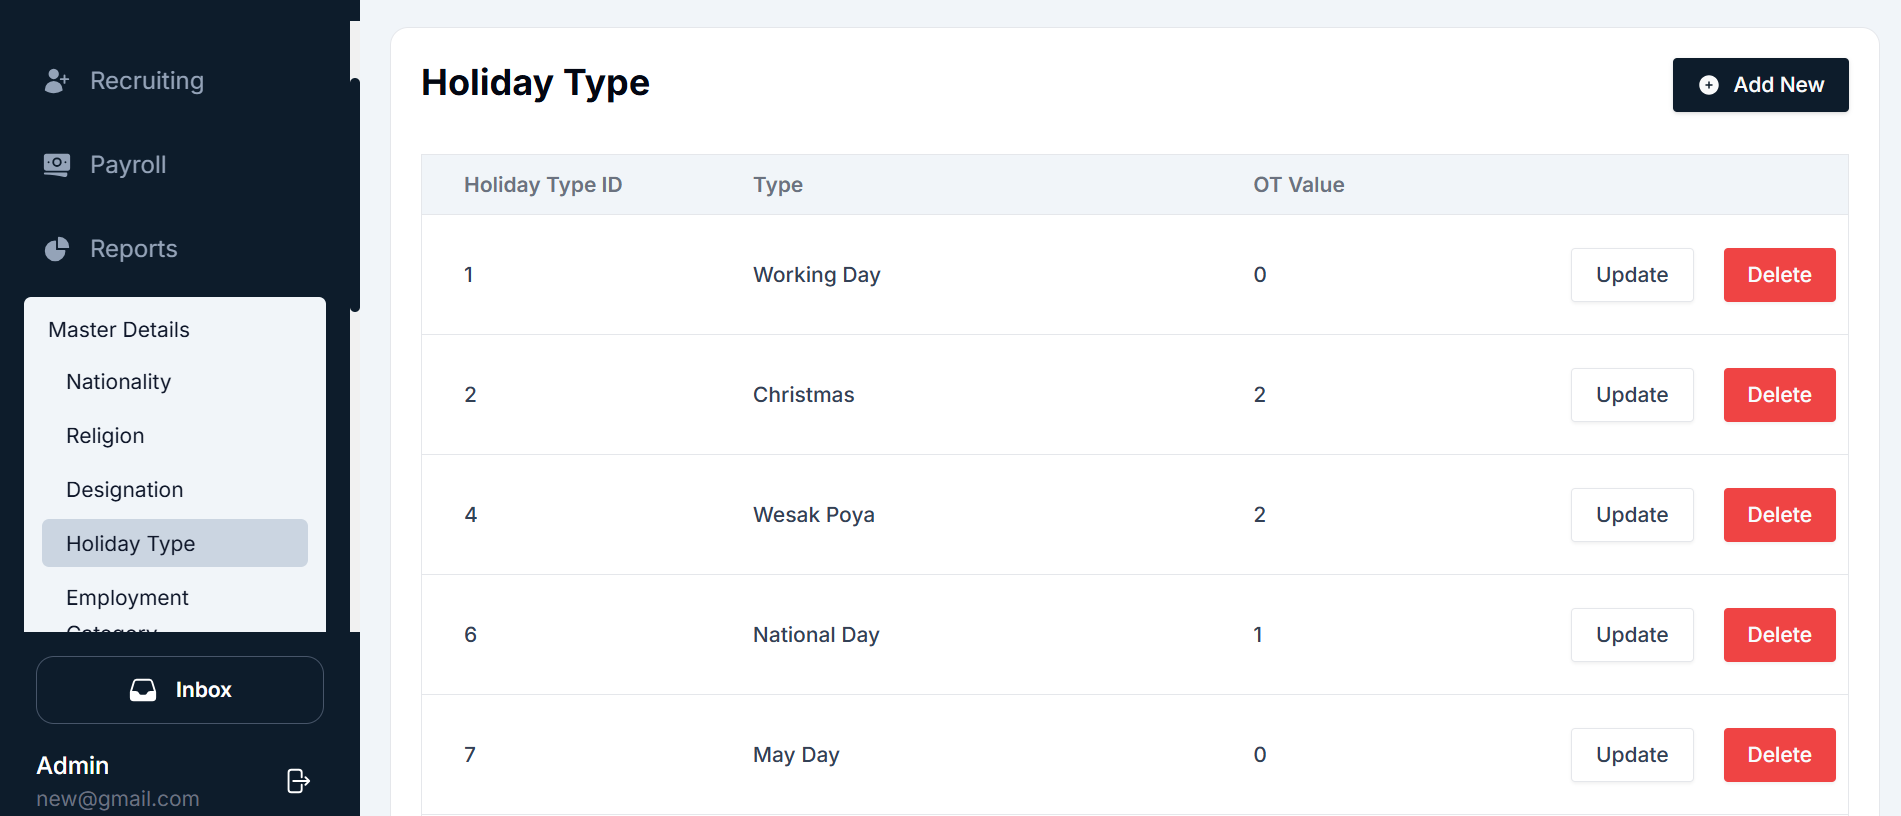 Recruiting
Payroll
Reports
Master Details
Nationality
Religion
Designation
Holiday Type
Employment
Category
Inbox
Admin
new@gmail.com
Holiday Type
Add New
Holiday Type ID Type OT Value
1 Working Day 0 Update Delete
2 Christmas 2 Update Delete
4 Wesak Poya 2 Update Delete
6 National Day 1 Update Delete
7 May Day 0 Update Delete